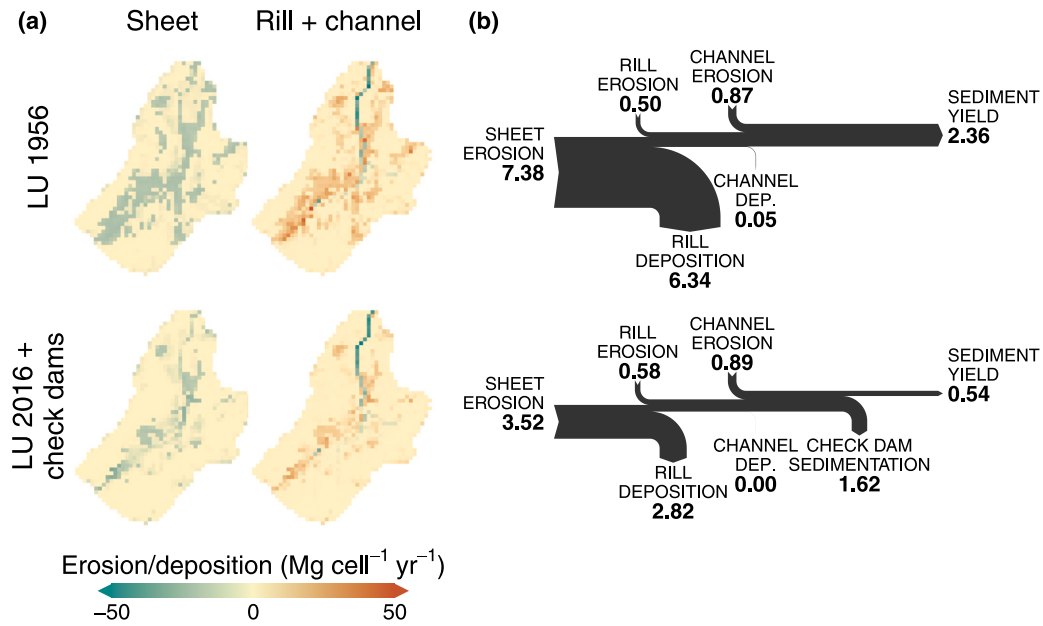 (a)
Sheet
Rill + channel
LU 1956
LU 2016 +
check dams
Erosion/deposition (Mg cell⁻¹ yr⁻¹)
−50
0
50
(b)
SHEET
EROSION
7.38
RILL
EROSION
0.50
CHANNEL
EROSION
0.87
SEDIMENT
YIELD
2.36
CHANNEL
DEP.
0.05
RILL
DEPOSITION
6.34
SHEET
EROSION
3.52
RILL
EROSION
0.58
CHANNEL
EROSION
0.89
SEDIMENT
YIELD
0.54
RILL
DEPOSITION
2.82
CHANNEL
DEP.
0.00
CHECK DAM
SEDIMENTATION
1.62